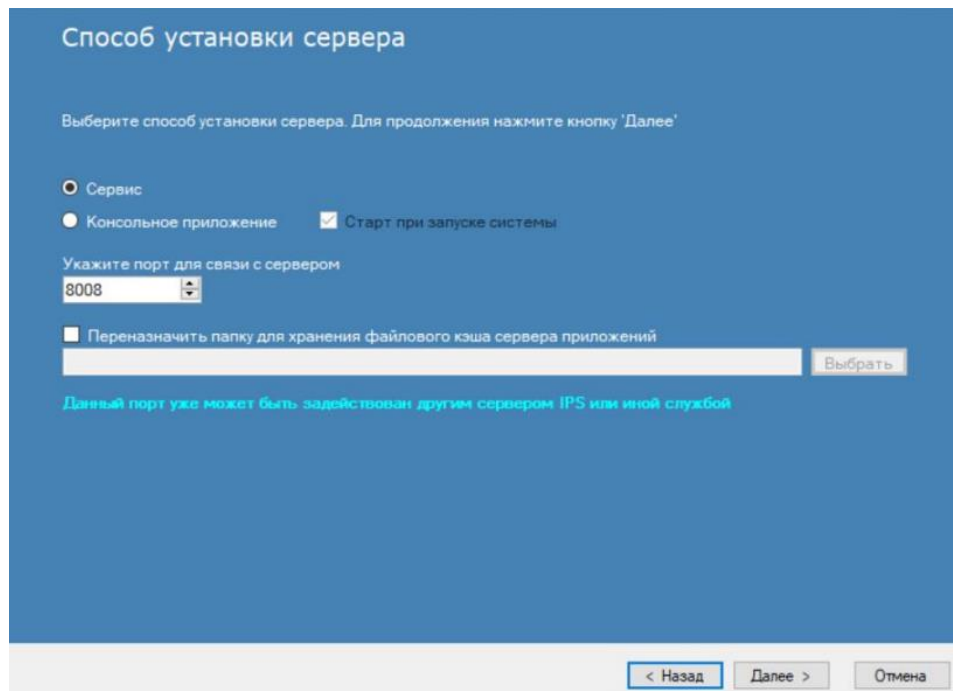 Способ установки сервера
Выберите способ установки сервера. Для продолжения нажмите кнопку 'Далее'
Сервис
Консольное приложение Старт при запуске системы
Укажите порт для связи с сервером
8008
Переназначить папку для хранения файлового кэша сервера приложений
Выбрать
Данный порт уже может быть задействован другим сервером IPS или иной службой
< Назад Далее > Отмена